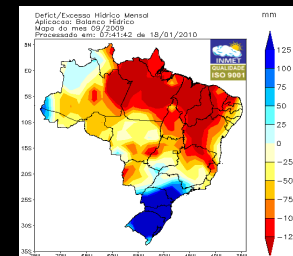 Deficit/Excesso Hidrico Mensal
Aplicacao: Balanco Hidrico
Mapa do mes 09/2009
Processado em: 07:41:42 de 18/01/2010
mm
INMET
QUALIDADE
ISO 9001
5N
0
5S
10S
15S
20S
25S
30S
35S
125
100
75
50
25
0
-25
-50
-75
-10
-12